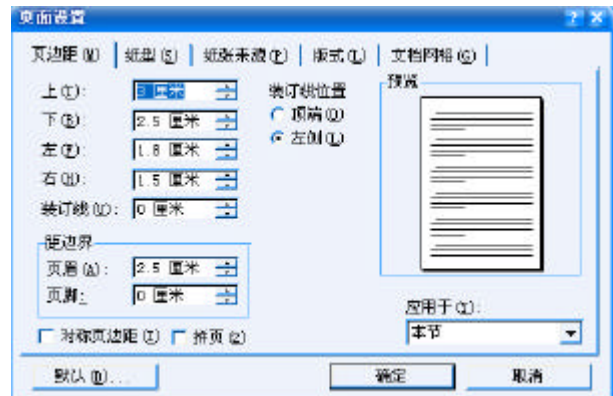 页面设置
页边距(M) 纸型(S) 纸张来源(P) 版式(L) 文档网格(G)
上(T): 3 厘米
下(B): 2.5 厘米
左(F): 1.8 厘米
右(H): 1.5 厘米
装订线(U): 0 厘米
装订线位置
顶端(O)
左侧(L)
预览
距边界
页眉(A): 2.5 厘米
页脚: 0 厘米
对称页边距(I) 拼页(2)
应用于(Y):
本节
默认(D)... 确定 取消